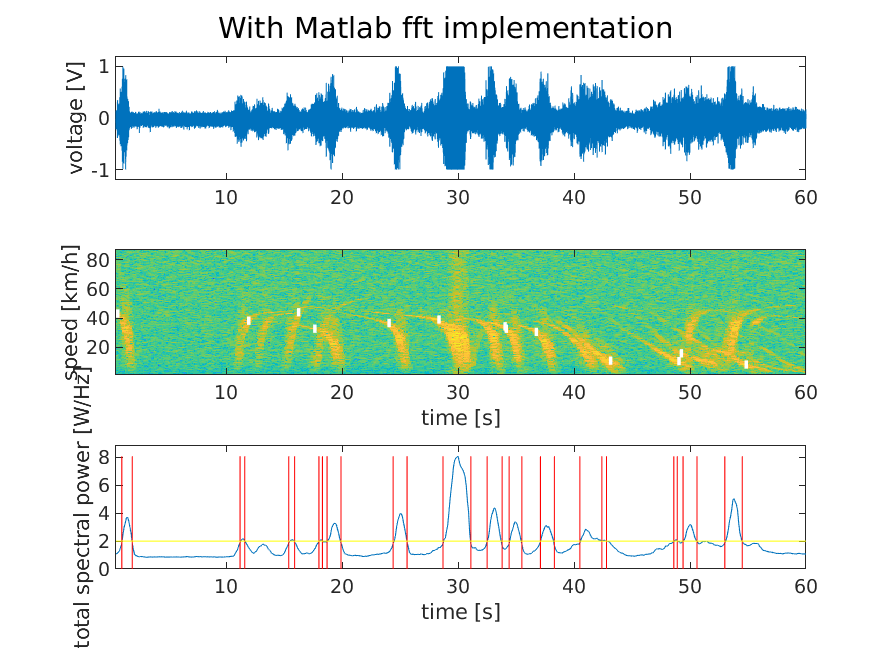 With Matlab fft implementation
voltage [V]
1
0
-1
10 20 30 40 50 60
speed [km/h]
80
60
40
20
10 20 30 40 50 60
time [s]
total spectral power [W/Hz]
8
6
4
2
0
10 20 30 40 50 60
time [s]